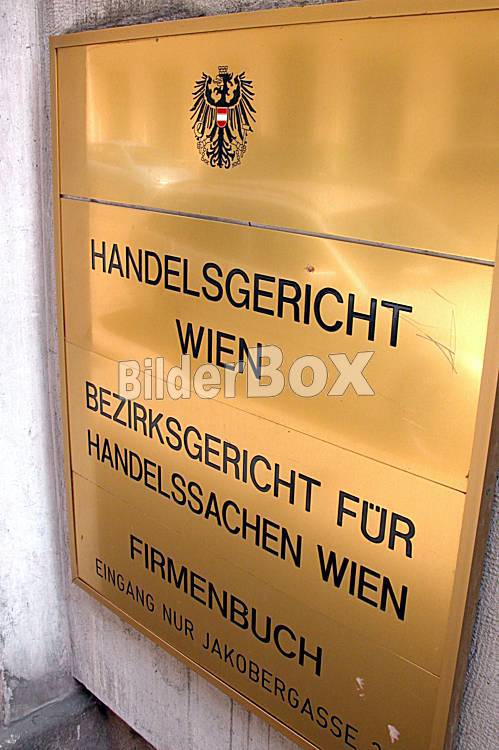 HANDELSGERICHT
WIEN
BilderBox
BEZIRKSGERICHT FÜR
HANDELSSACHEN WIEN
FIRMENBUCH
EINGANG NUR JAKOBERGASSE